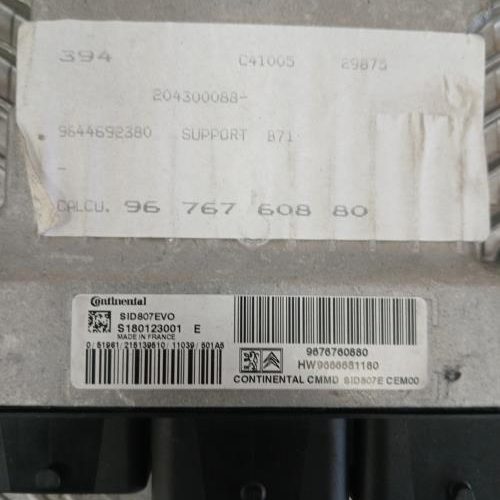 394 C41005 29875
204300088-
9644692380 SUPPORT B71
-
CALCU. 96 767 608 80
Continental
SID807EVO
S180123001 E
MADE IN FRANCE
9676760880
HW9666681180
CONTINENTAL CMMD SID807E CEM00